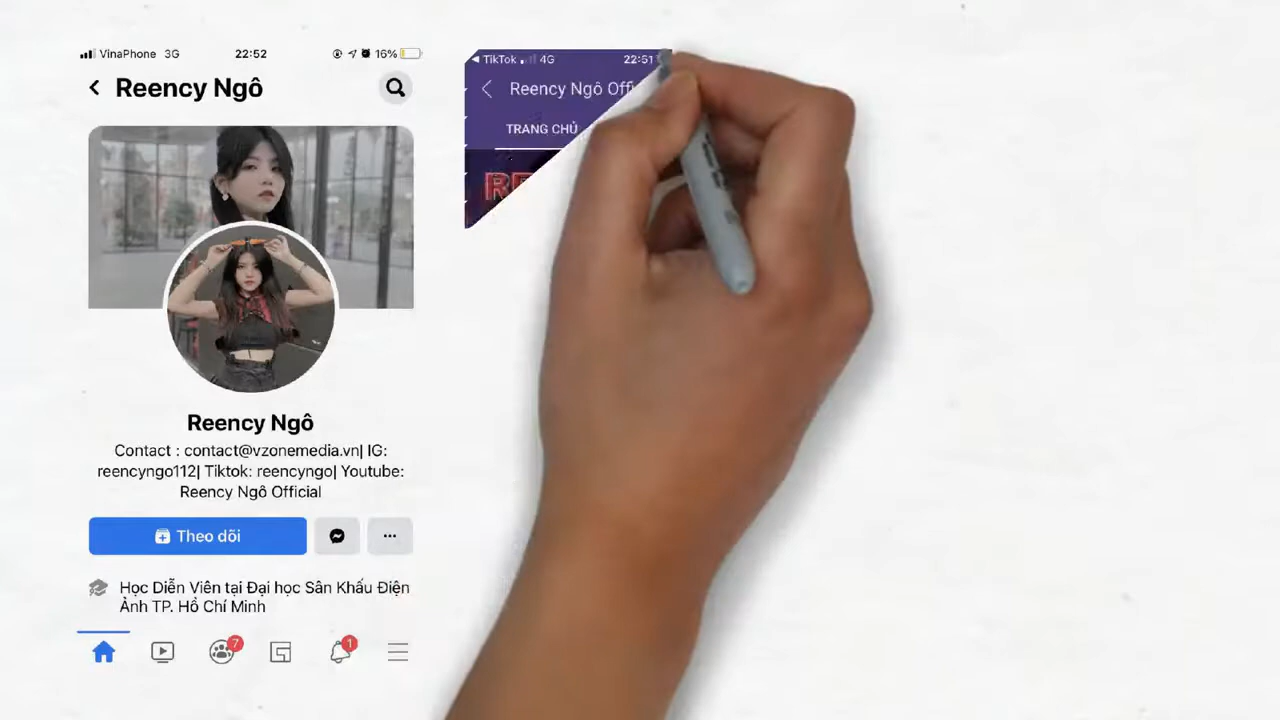 VinaPhone 3G 22:52 16%
Reency Ngô
Reency Ngô
Contact : contact@vzonemedia.vn| IG:
reencyngo112| Tiktok: reencyngo| Youtube:
Reency Ngô Official
Theo dõi
Học Diễn Viên tại Đại học Sân Khấu Điện
Ảnh TP. Hồ Chí Minh
7
1
TikTok 4G 22:51
Reency Ngô Offi
TRANG CHỦ
RE